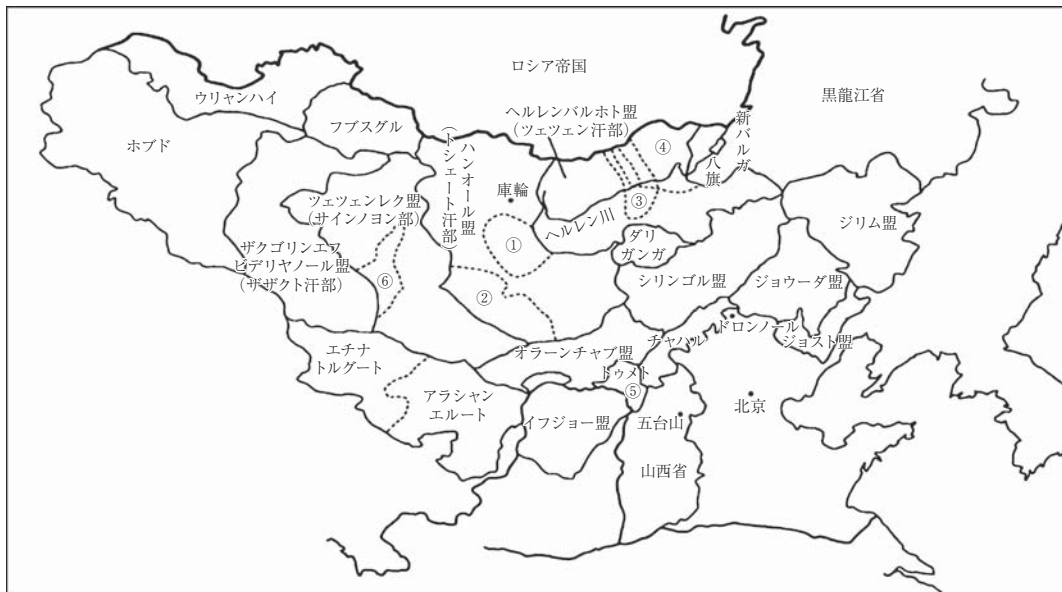 ロシア帝国
黒龍江省
ウリャンハイ
ヘルレンバルホト盟
(ツェツェン汗部)
新バルガ
八旗
フブスグル
ホブド
ハンオール盟
(トシェート汗部)
④
庫輪
ツェツェンレク盟
(サインノヨン部)
③
ヘルレン川
ジリム盟
①
ダリ
ガンガ
ザクゴリンエフ
ビデリヤノール盟
(ザザクト汗部)
⑥
②
シリンゴル盟
ジョウーダ盟
ドロンノール
チャハル
ジョスト盟
エチナ
トルグート
オラーンチャブ盟
ドゥメト
⑤
アラシャン
エルート
イフジョー盟
五台山
北京
山西省